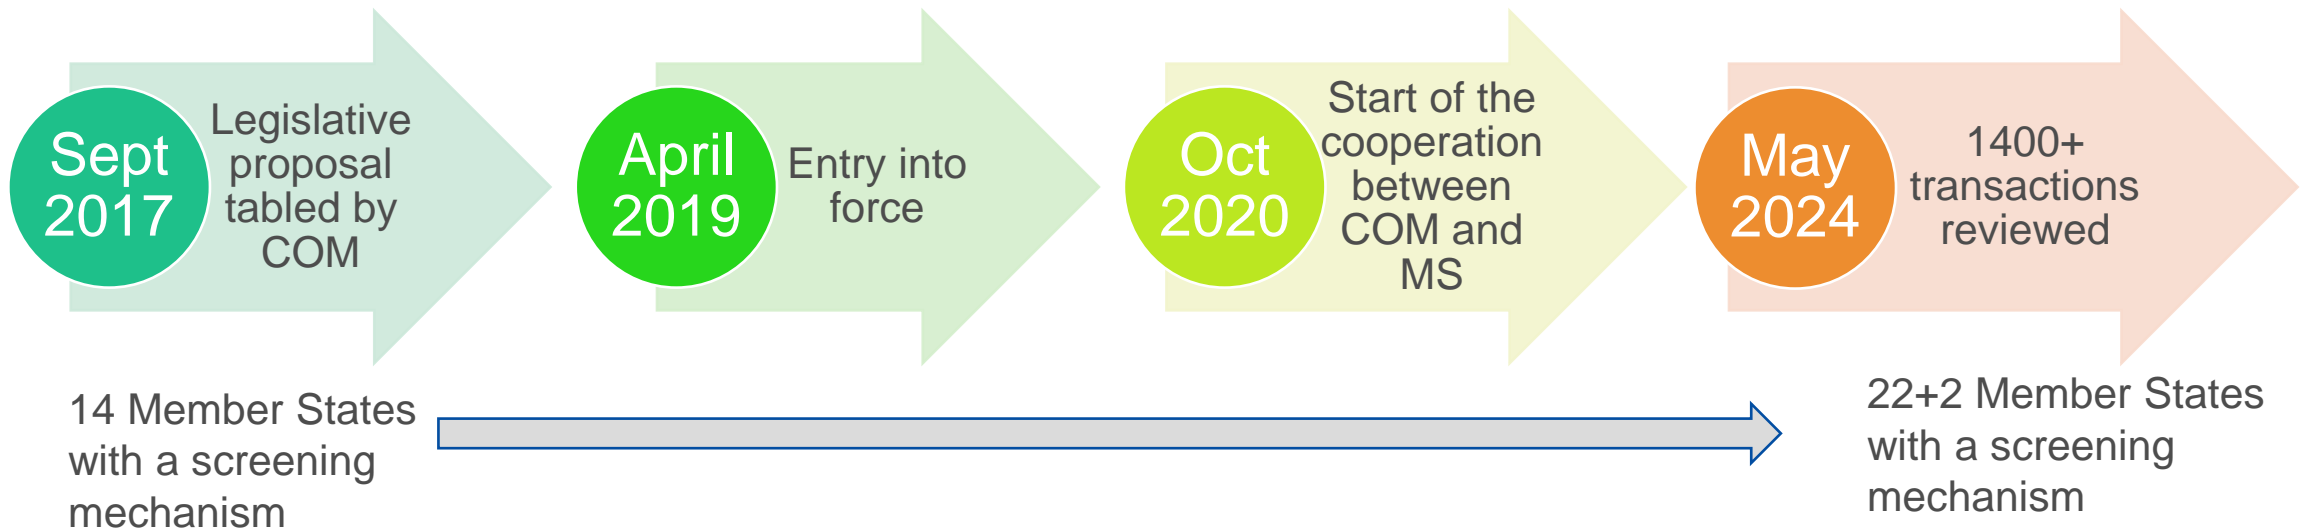 Sept
2017
Legislative
proposal
tabled by
COM
April
2019
Entry into
force
Oct
2020
Start of the
cooperation
between
COM and
MS
May
2024
1400+
transactions
reviewed
14 Member States
with a screening
mechanism
22+2 Member States
with a screening
mechanism